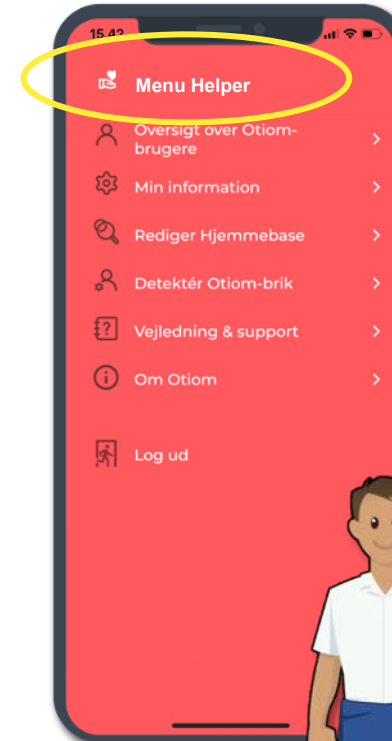 15.42
Menu Helper
Oversigt over Otiom-
brugere
Min information
Rediger Hjemmebase
Detektér Otiom-brik
?
Vejledning & support
i
Om Otiom
Log ud